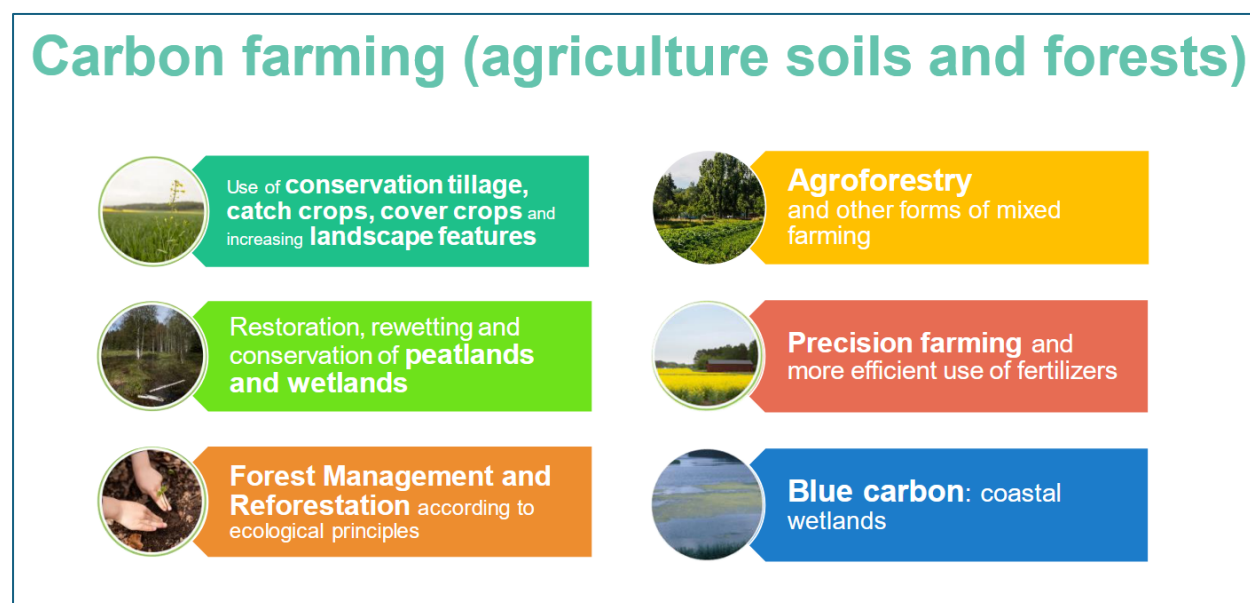 Carbon farming (agriculture soils and forests)
Use of conservation tillage,
catch crops, cover crops and
increasing landscape features
Agroforestry
and other forms of mixed
farming
Restoration, rewetting and
conservation of peatlands
and wetlands
Precision farming and
more efficient use of fertilizers
Forest Management and
Reforestation according to
ecological principles
Blue carbon: coastal
wetlands